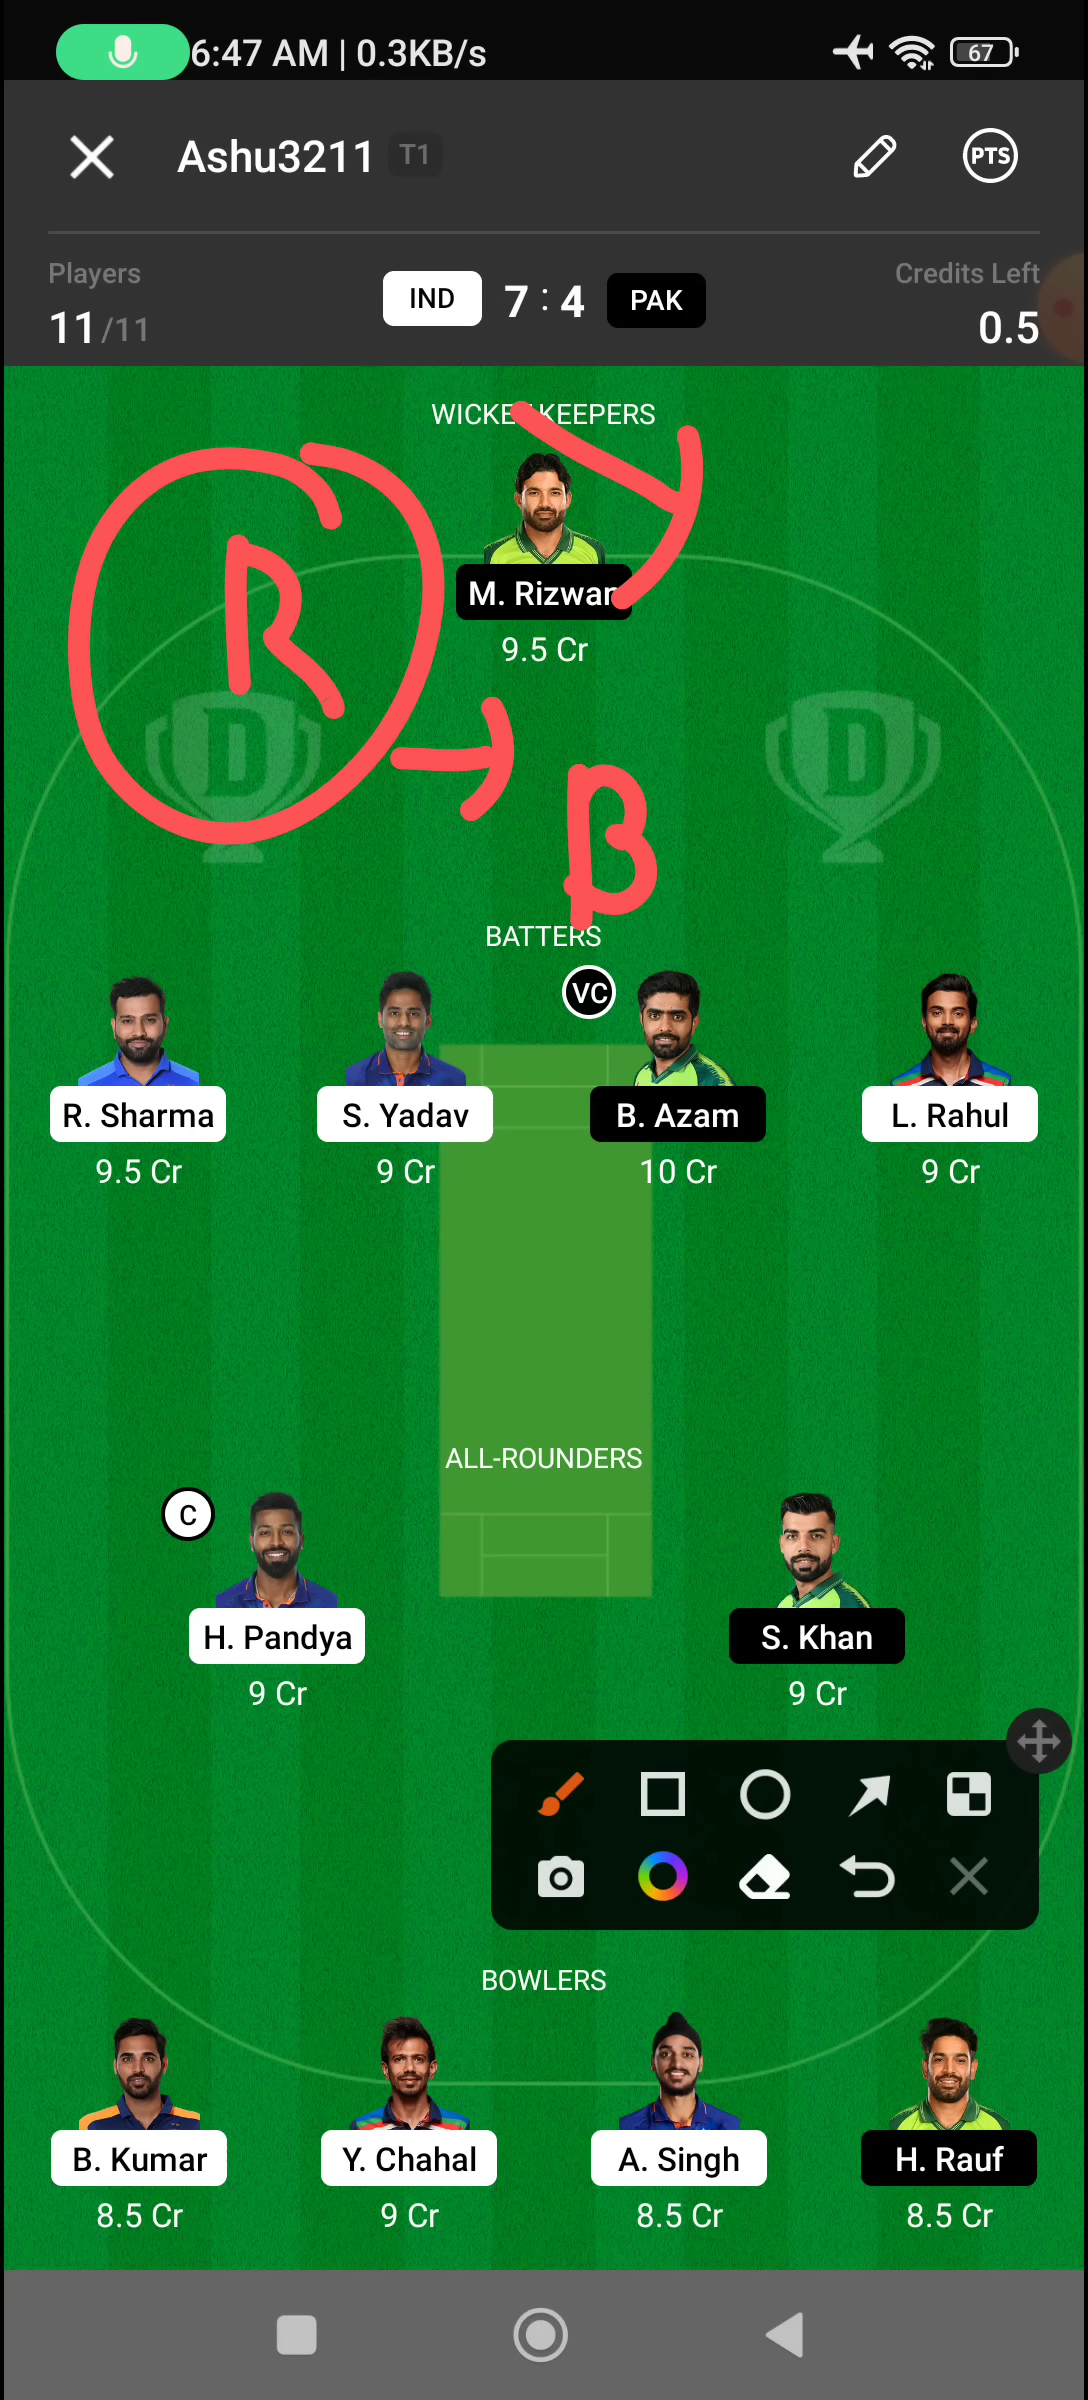 6:47 AM | 0.3KB/s 67
Ashu3211 T1 PTS
Players IND 7 : 4 PAK Credits Left
11/11 0.5
WICKET-KEEPERS
R
M. Rizwan
9.5 Cr
D D
B
BATTERS
VC
R. Sharma S. Yadav B. Azam L. Rahul
9.5 Cr 9 Cr 10 Cr 9 Cr
ALL-ROUNDERS
C
H. Pandya S. Khan
9 Cr 9 Cr
BOWLERS
B. Kumar Y. Chahal A. Singh H. Rauf
8.5 Cr 9 Cr 8.5 Cr 8.5 Cr